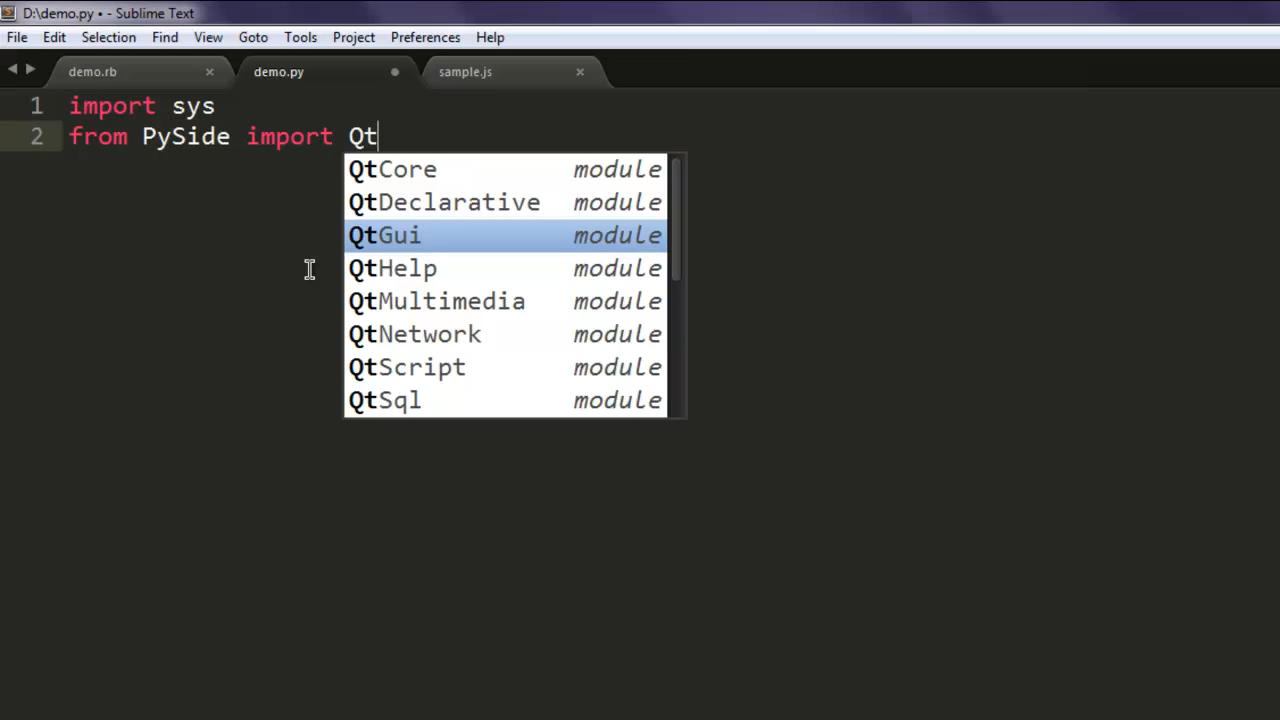 D:\demo.py • - Sublime Text
File Edit Selection Find View Goto Tools Project Preferences Help
demo.rb × demo.py sample.js ×
1 import sys
2 from PySide import Qt
QtCore module
QtDeclarative module
QtGui module
QtHelp module
QtMultimedia module
QtNetwork module
QtScript module
QtSql module